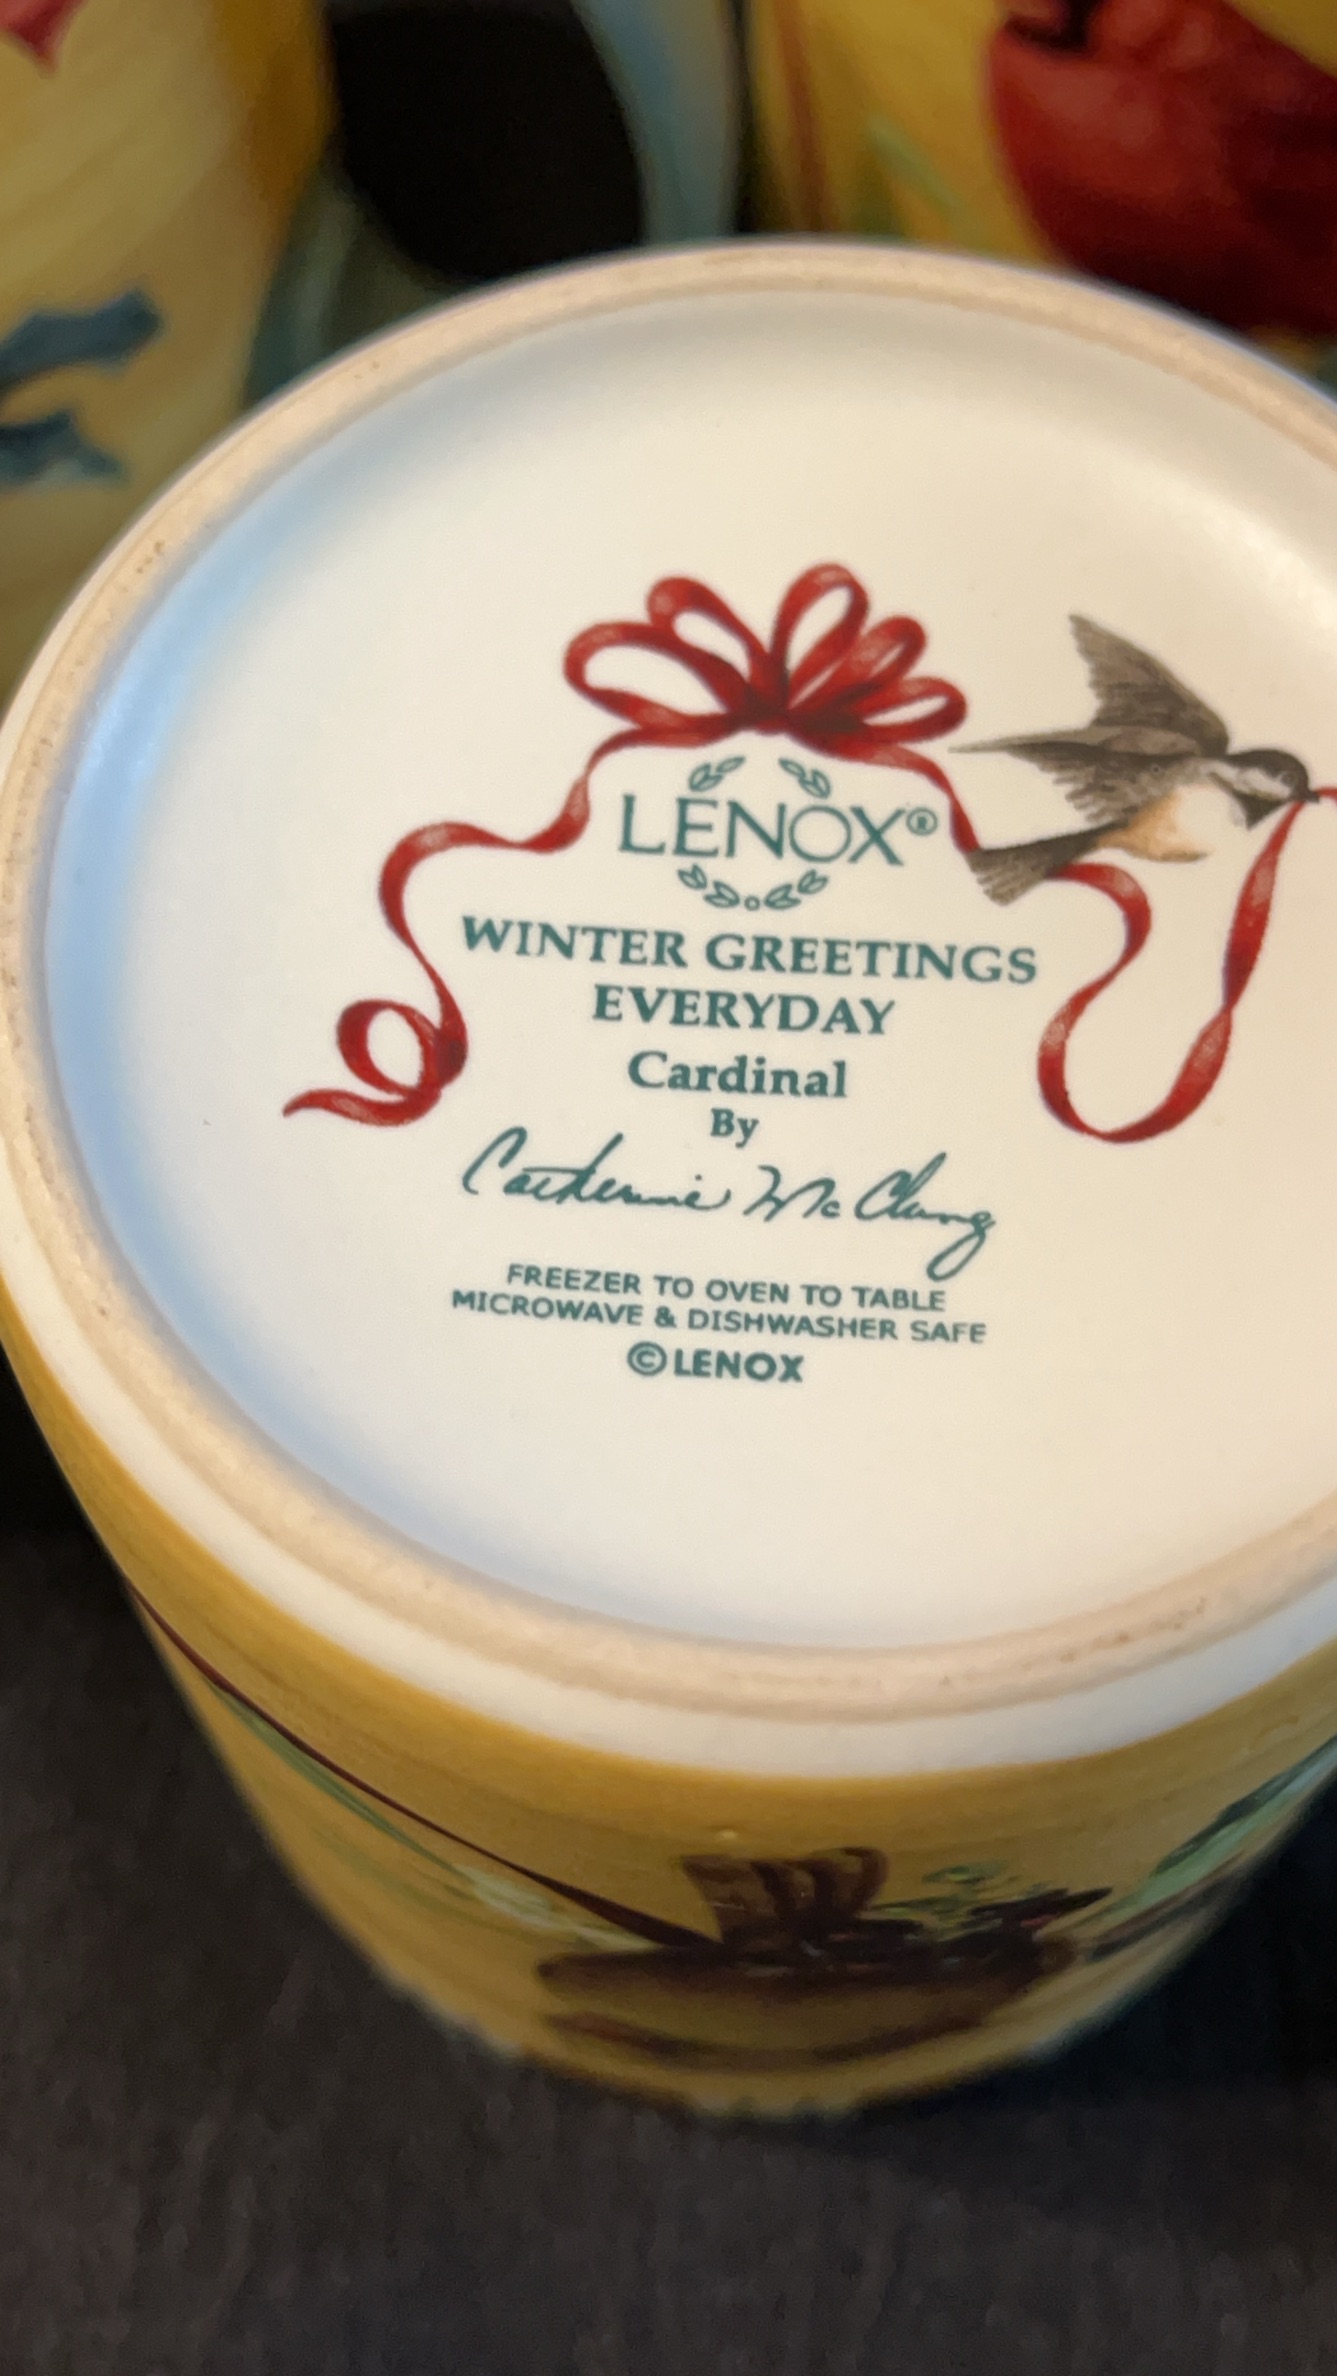 LENOX®
WINTER GREETINGS
EVERYDAY
Cardinal
By
Catherine McClung
FREEZER TO OVEN TO TABLE
MICROWAVE & DISHWASHER SAFE
© LENOX